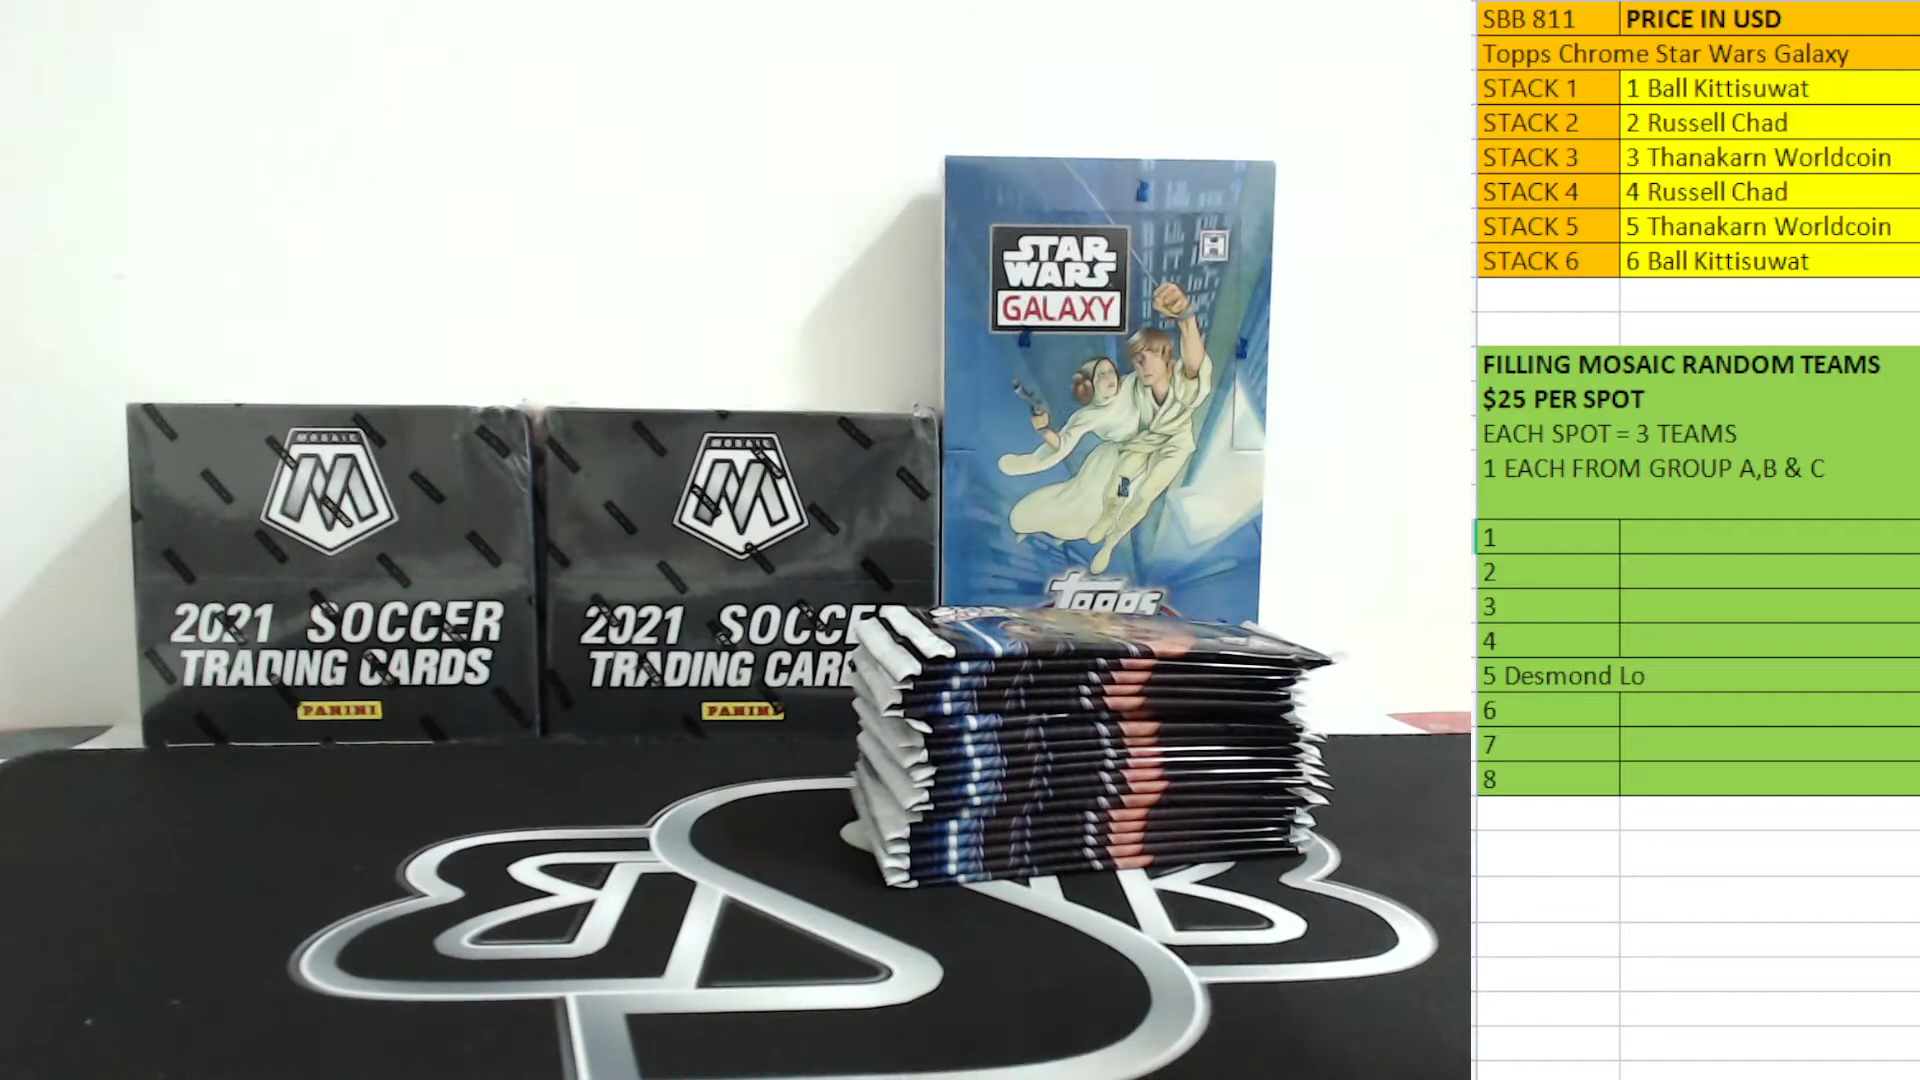 SBB 811 PRICE IN USD
Topps Chrome Star Wars Galaxy
STACK 1 1 Ball Kittisuwat
STACK 2 2 Russell Chad
STACK 3 3 Thanakarn Worldcoin
STACK 4 4 Russell Chad
STACK 5 5 Thanakarn Worldcoin
STACK 6 6 Ball Kittisuwat
FILLING MOSAIC RANDOM TEAMS
$25 PER SPOT
EACH SPOT = 3 TEAMS
1 EACH FROM GROUP A,B & C
1
2
3
4
5 Desmond Lo
6
7
8
STAR
WARS
GALAXY
topps
MOSAIC
M
2021 SOCCER
TRADING CARDS
PANINI
MOSAIC
M
2021 SOCCE
TRADING CAR
PANINI